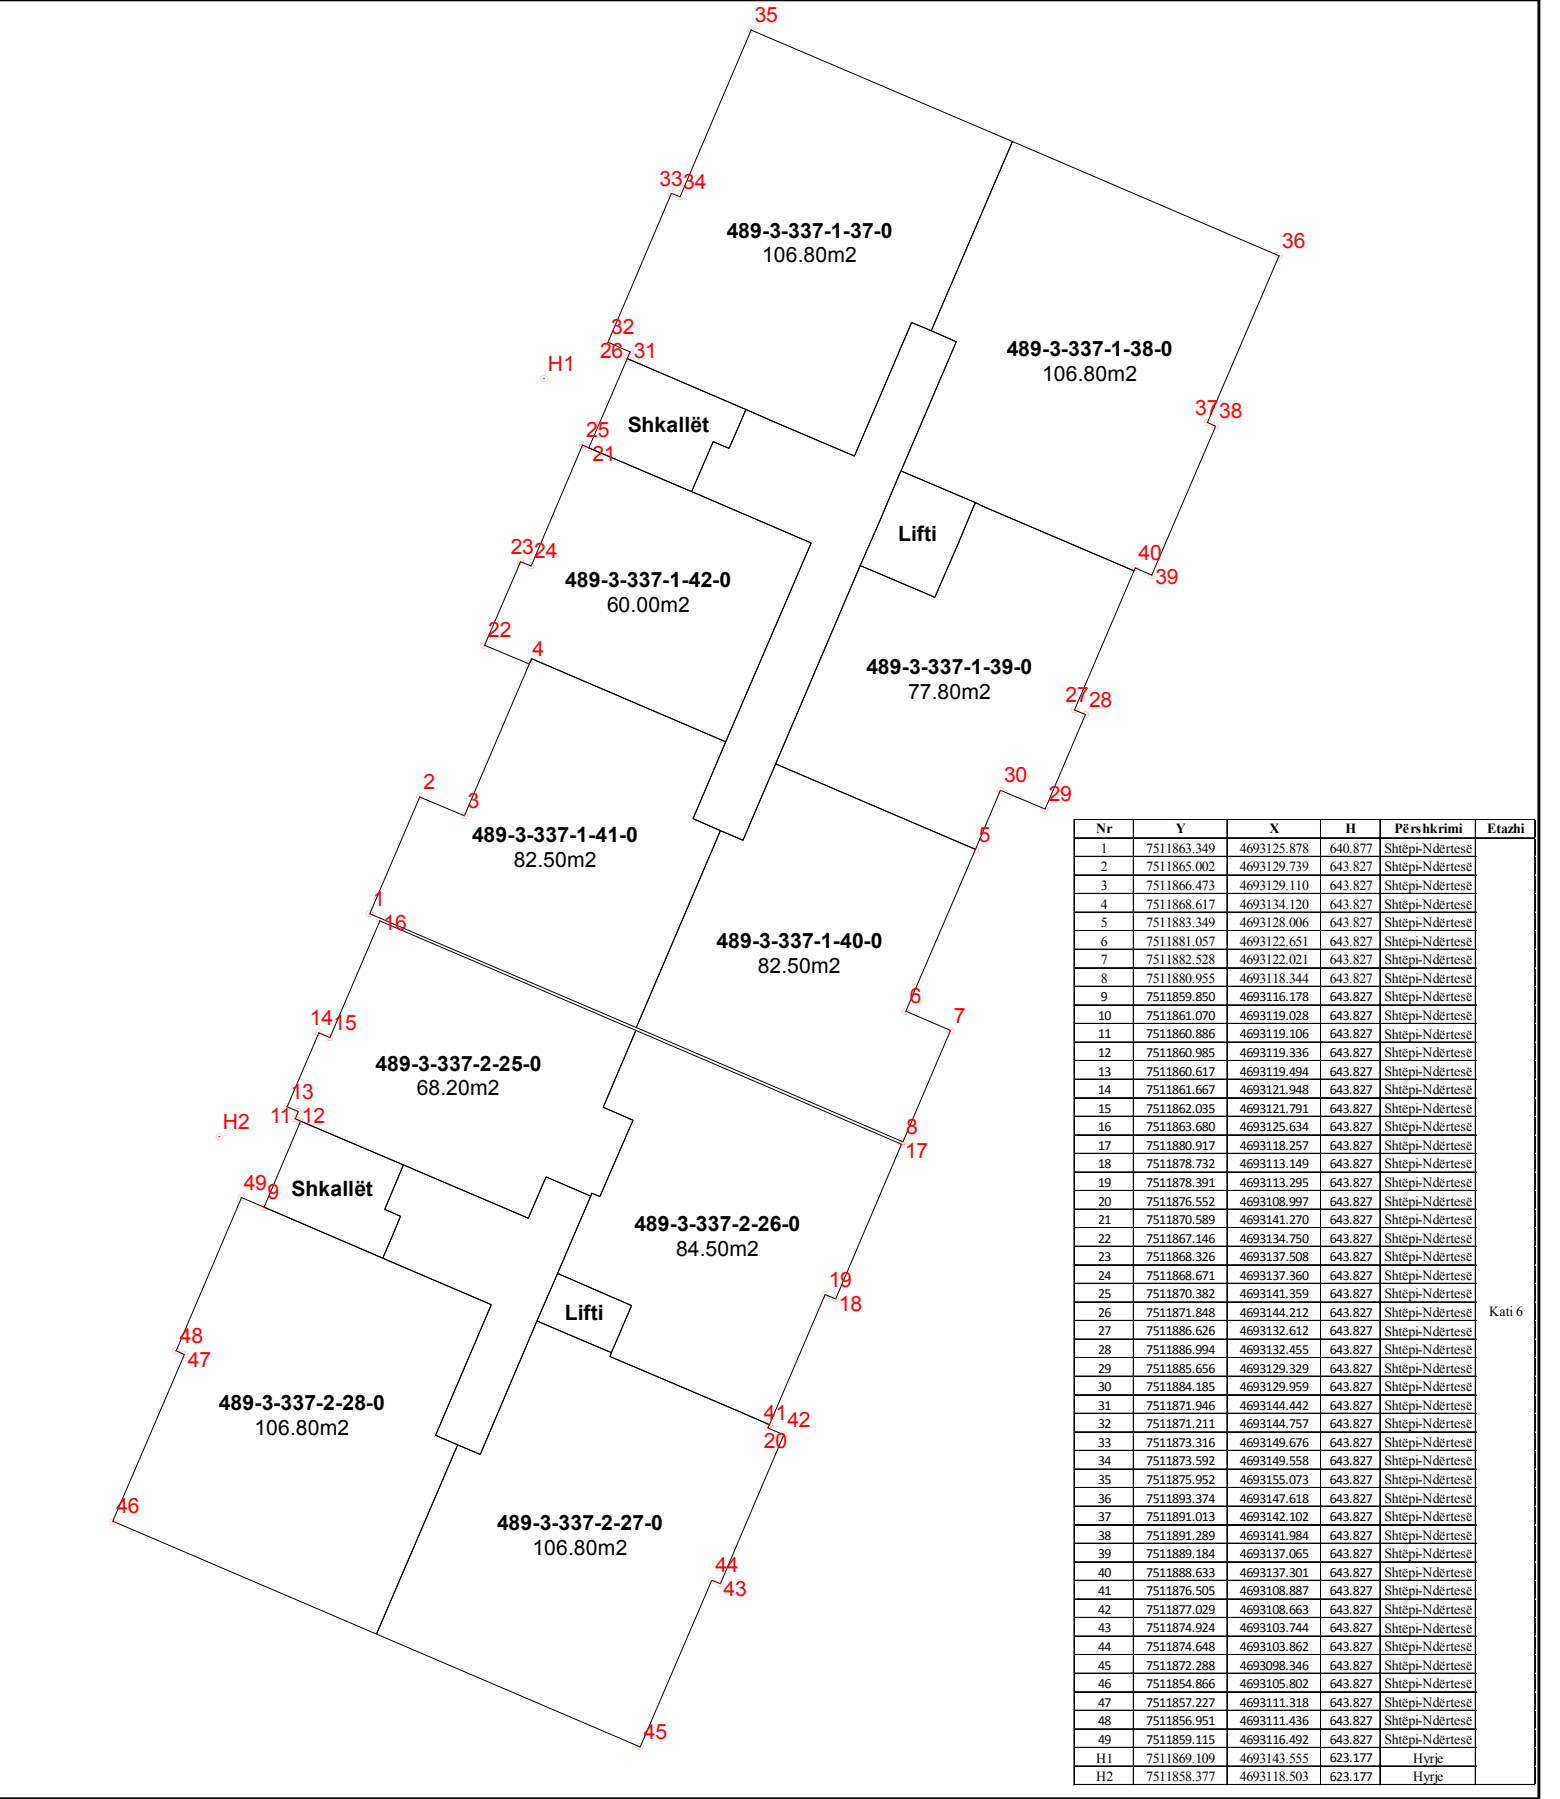 35
36
33
34
489-3-337-1-37-0
106.80m2
32
26
31
H1
489-3-337-1-38-0
106.80m2
37
38
25
21
Shkallët
Lifti
40
39
23
24
489-3-337-1-42-0
60.00m2
22
4
489-3-337-1-39-0
77.80m2
27
28
30
29
2
3
489-3-337-1-41-0
82.50m2
5
1
16
489-3-337-1-40-0
82.50m2
6
7
14
15
489-3-337-2-25-0
68.20m2
13
11
12
H2
8
17
49
9
Shkallët
489-3-337-2-26-0
84.50m2
19
18
Lifti
48
47
489-3-337-2-28-0
106.80m2
41
42
20
46
489-3-337-2-27-0
106.80m2
44
43
45
Nr Y X H Përshkrimi Etazhi
1 7511863.349 4693125.878 640.877 Shtëpi-Ndërtesë
2 7511865.002 4693129.739 643.827 Shtëpi-Ndërtesë
3 7511866.473 4693129.110 643.827 Shtëpi-Ndërtesë
4 7511868.617 4693134.120 643.827 Shtëpi-Ndërtesë
5 7511883.349 4693128.006 643.827 Shtëpi-Ndërtesë
6 7511881.057 4693122.651 643.827 Shtëpi-Ndërtesë
7 7511882.528 4693122.021 643.827 Shtëpi-Ndërtesë
8 7511880.955 4693118.344 643.827 Shtëpi-Ndërtesë
9 7511859.850 4693116.178 643.827 Shtëpi-Ndërtesë
10 7511861.070 4693119.028 643.827 Shtëpi-Ndërtesë
11 7511860.886 4693119.106 643.827 Shtëpi-Ndërtesë
12 7511860.985 4693119.336 643.827 Shtëpi-Ndërtesë
13 7511860.617 4693119.494 643.827 Shtëpi-Ndërtesë
14 7511861.667 4693121.948 643.827 Shtëpi-Ndërtesë
15 7511862.035 4693121.791 643.827 Shtëpi-Ndërtesë
16 7511863.680 4693125.634 643.827 Shtëpi-Ndërtesë
17 7511880.917 4693118.257 643.827 Shtëpi-Ndërtesë
18 7511878.732 4693113.149 643.827 Shtëpi-Ndërtesë
19 7511878.391 4693113.295 643.827 Shtëpi-Ndërtesë
20 7511876.552 4693108.997 643.827 Shtëpi-Ndërtesë
21 7511870.589 4693141.270 643.827 Shtëpi-Ndërtesë
22 7511867.146 4693134.750 643.827 Shtëpi-Ndërtesë
23 7511868.326 4693137.508 643.827 Shtëpi-Ndërtesë
24 7511868.671 4693137.360 643.827 Shtëpi-Ndërtesë
25 7511870.382 4693141.359 643.827 Shtëpi-Ndërtesë
26 7511871.848 4693144.212 643.827 Shtëpi-Ndërtesë Kati 6
27 7511886.626 4693132.612 643.827 Shtëpi-Ndërtesë
28 7511886.994 4693132.455 643.827 Shtëpi-Ndërtesë
29 7511885.656 4693129.329 643.827 Shtëpi-Ndërtesë
30 7511884.185 4693129.959 643.827 Shtëpi-Ndërtesë
31 7511871.946 4693144.442 643.827 Shtëpi-Ndërtesë
32 7511871.211 4693144.757 643.827 Shtëpi-Ndërtesë
33 7511873.316 4693149.676 643.827 Shtëpi-Ndërtesë
34 7511873.592 4693149.558 643.827 Shtëpi-Ndërtesë
35 7511875.952 4693155.073 643.827 Shtëpi-Ndërtesë
36 7511893.374 4693147.618 643.827 Shtëpi-Ndërtesë
37 7511891.013 4693142.102 643.827 Shtëpi-Ndërtesë
38 7511891.289 4693141.984 643.827 Shtëpi-Ndërtesë
39 7511889.184 4693137.065 643.827 Shtëpi-Ndërtesë
40 7511888.633 4693137.301 643.827 Shtëpi-Ndërtesë
41 7511876.505 4693108.887 643.827 Shtëpi-Ndërtesë
42 7511877.029 4693108.663 643.827 Shtëpi-Ndërtesë
43 7511874.924 4693103.744 643.827 Shtëpi-Ndërtesë
44 7511874.648 4693103.862 643.827 Shtëpi-Ndërtesë
45 7511872.288 4693098.346 643.827 Shtëpi-Ndërtesë
46 7511854.866 4693105.802 643.827 Shtëpi-Ndërtesë
47 7511857.227 4693111.318 643.827 Shtëpi-Ndërtesë
48 7511856.951 4693111.436 643.827 Shtëpi-Ndërtesë
49 7511859.115 4693116.492 643.827 Shtëpi-Ndërtesë
H1 7511869.109 4693143.555 623.177 Hyrje
H2 7511858.377 4693118.503 623.177 Hyrje